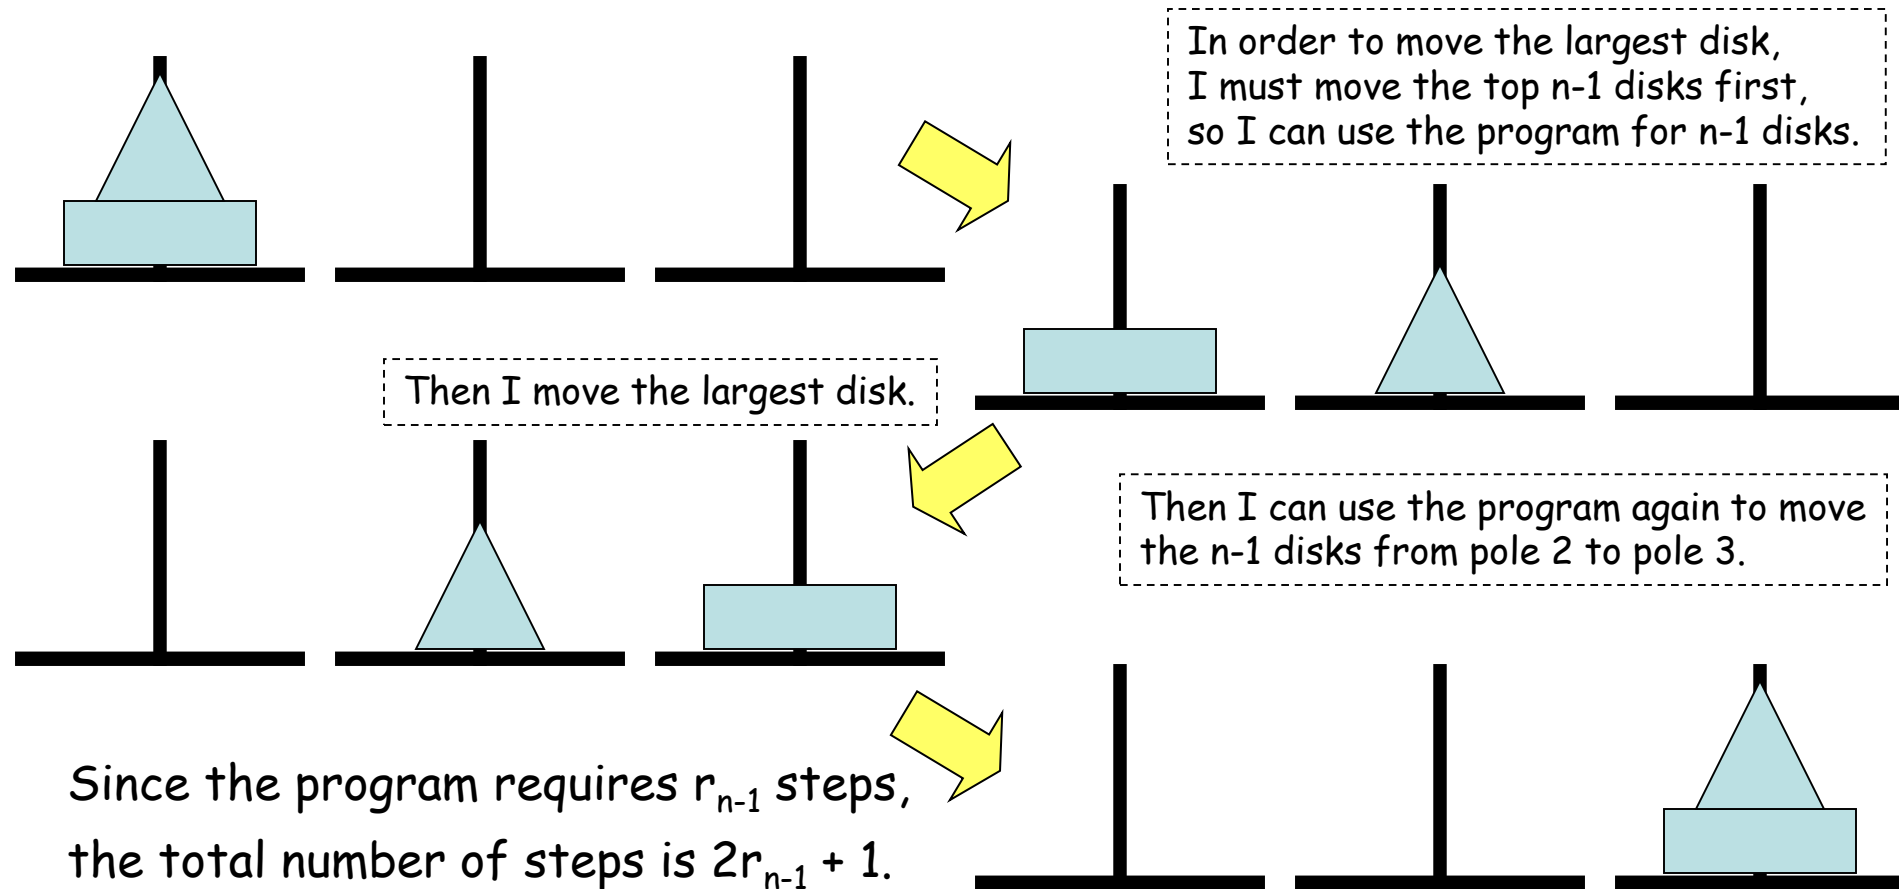 In order to move the largest disk,
I must move the top n-1 disks first,
so I can use the program for n-1 disks.
Then I move the largest disk.
Then I can use the program again to move
the n-1 disks from pole 2 to pole 3.
Since the program requires rₙ₋₁ steps,
the total number of steps is 2rₙ₋₁ + 1.